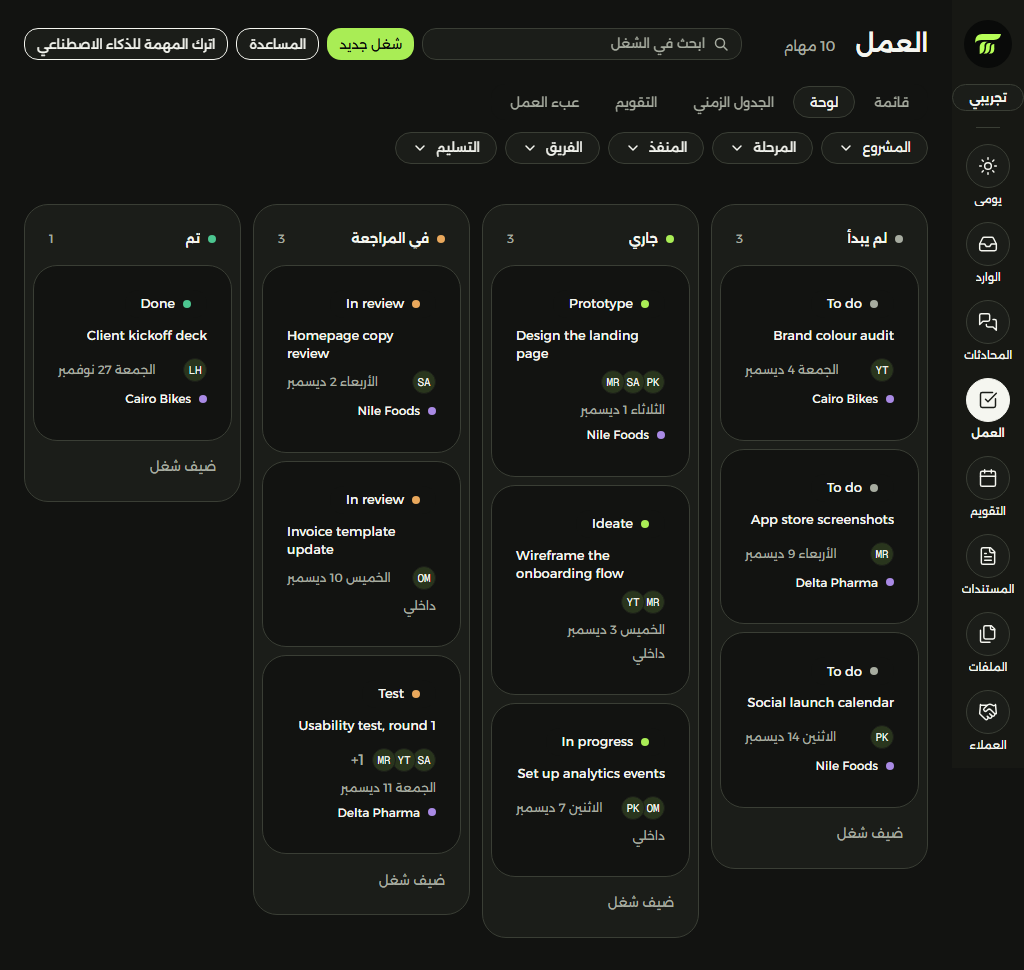 تجريبي
يومي
الوارد
المحادثات
العمل
التقويم
المستندات
الملفات
العملاء
العمل
10 مهام
ابحث في الشغل
شغل جديد
المساعدة
اترك المهمة للذكاء الاصطناعي
قائمة
لوحة
الجدول الزمني
التقويم
عبء العمل
المشروع
المرحلة
المنفذ
الفريق
التسليم
لم يبدأ
3
To do
Brand colour audit
YT
الجمعة 4 ديسمبر
Cairo Bikes
To do
App store screenshots
MR
الأربعاء 9 ديسمبر
Delta Pharma
To do
Social launch calendar
PK
الاثنين 14 ديسمبر
Nile Foods
ضيف شغل
جاري
3
Prototype
Design the landing
page
MR SA PK
الثلاثاء 1 ديسمبر
Nile Foods
Ideate
Wireframe the
onboarding flow
YT MR
الخميس 3 ديسمبر
داخلي
In progress
Set up analytics events
PK OM
الاثنين 7 ديسمبر
داخلي
ضيف شغل
في المراجعة
3
In review
Homepage copy
review
SA
الأربعاء 2 ديسمبر
Nile Foods
In review
Invoice template
update
OM
الخميس 10 ديسمبر
داخلي
Test
Usability test, round 1
+1 MR YT SA
الجمعة 11 ديسمبر
Delta Pharma
ضيف شغل
تم
1
Done
Client kickoff deck
LH
الجمعة 27 نوفمبر
Cairo Bikes
ضيف شغل